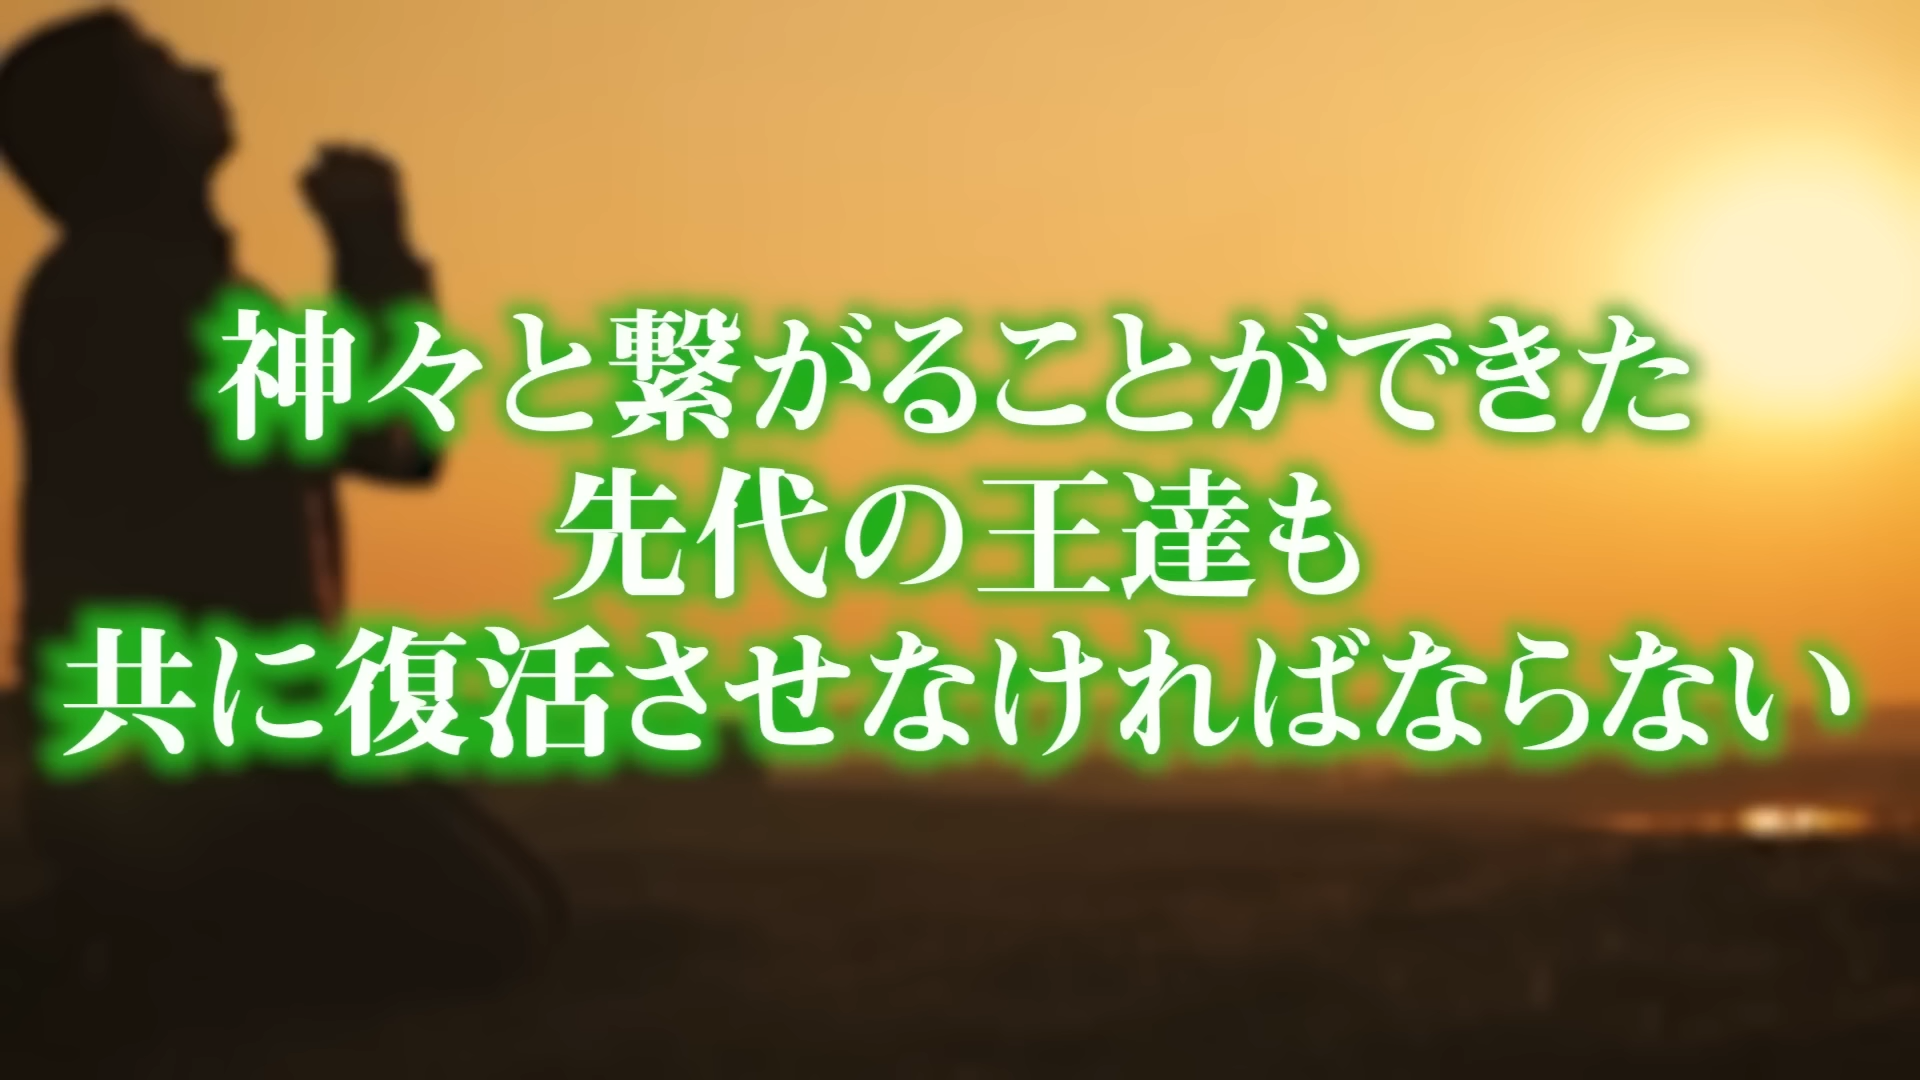 神々と繋がることができた
先代の王達も
共に復活させなければならない